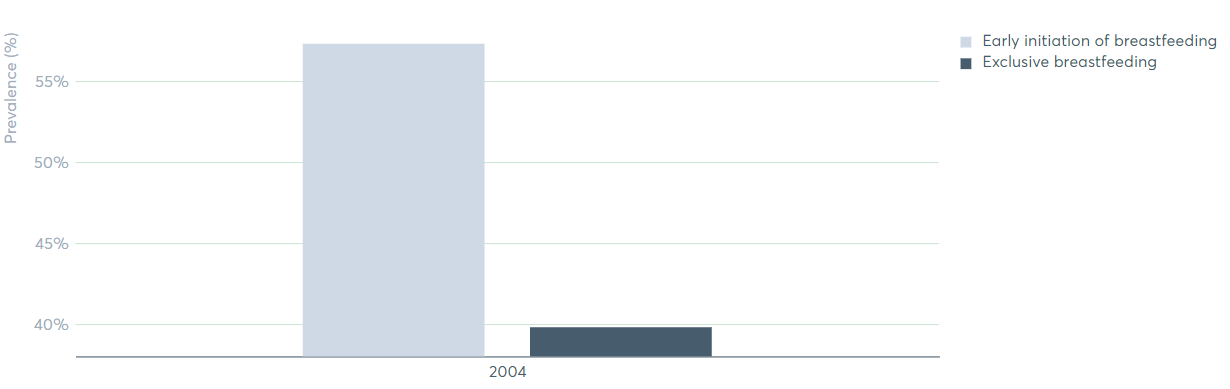 Prevalence (%)
55%
50%
45%
40%
2004
Early initiation of breastfeeding
Exclusive breastfeeding